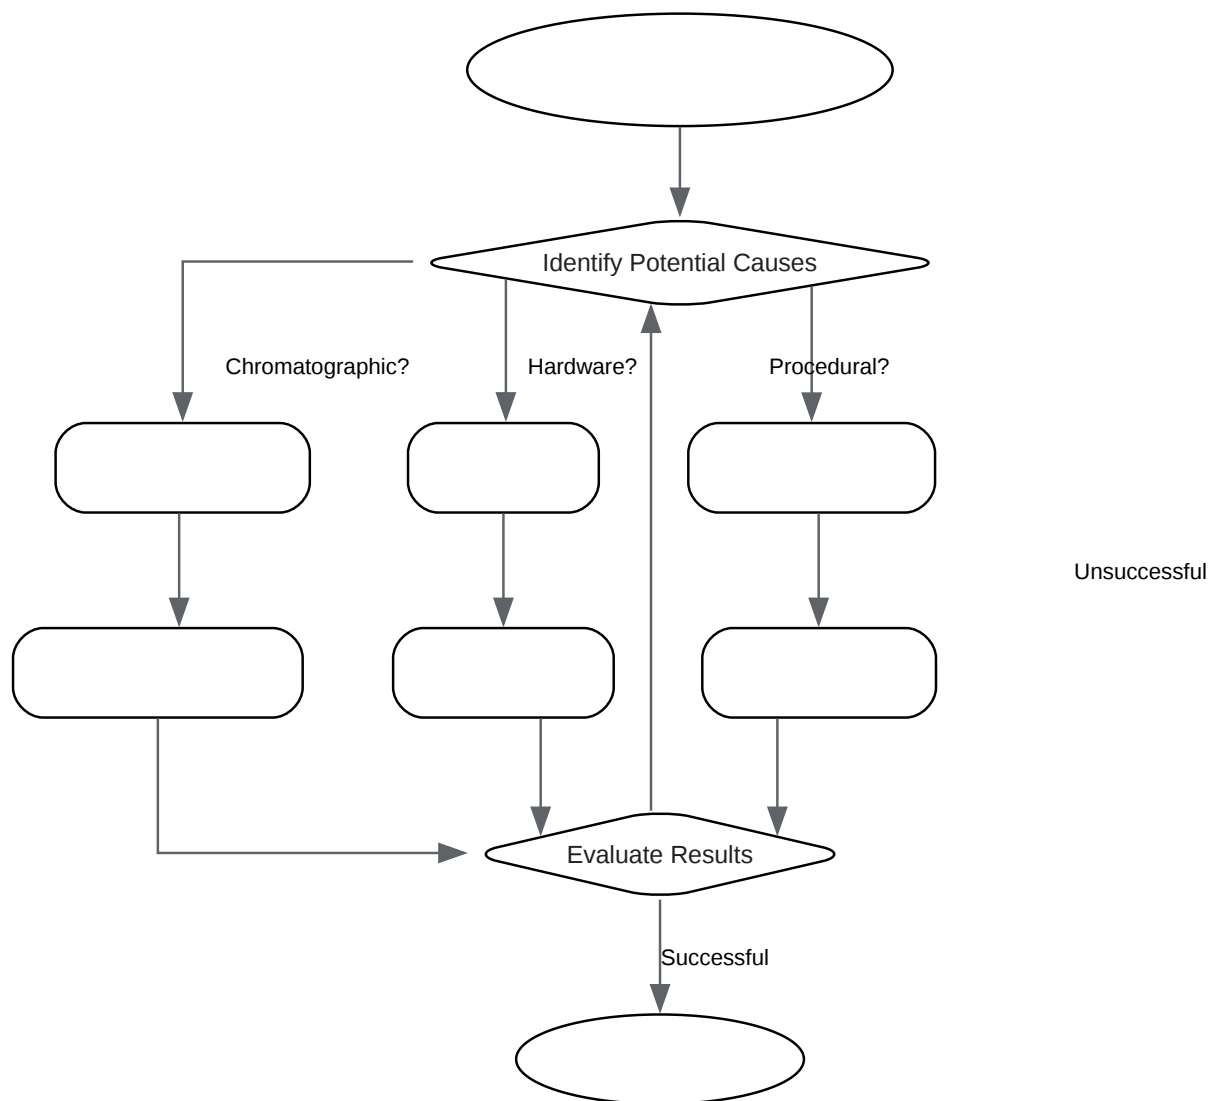 Identify Potential Causes
Chromatographic?
Hardware?
Procedural?
Unsuccessful
Evaluate Results
Successful